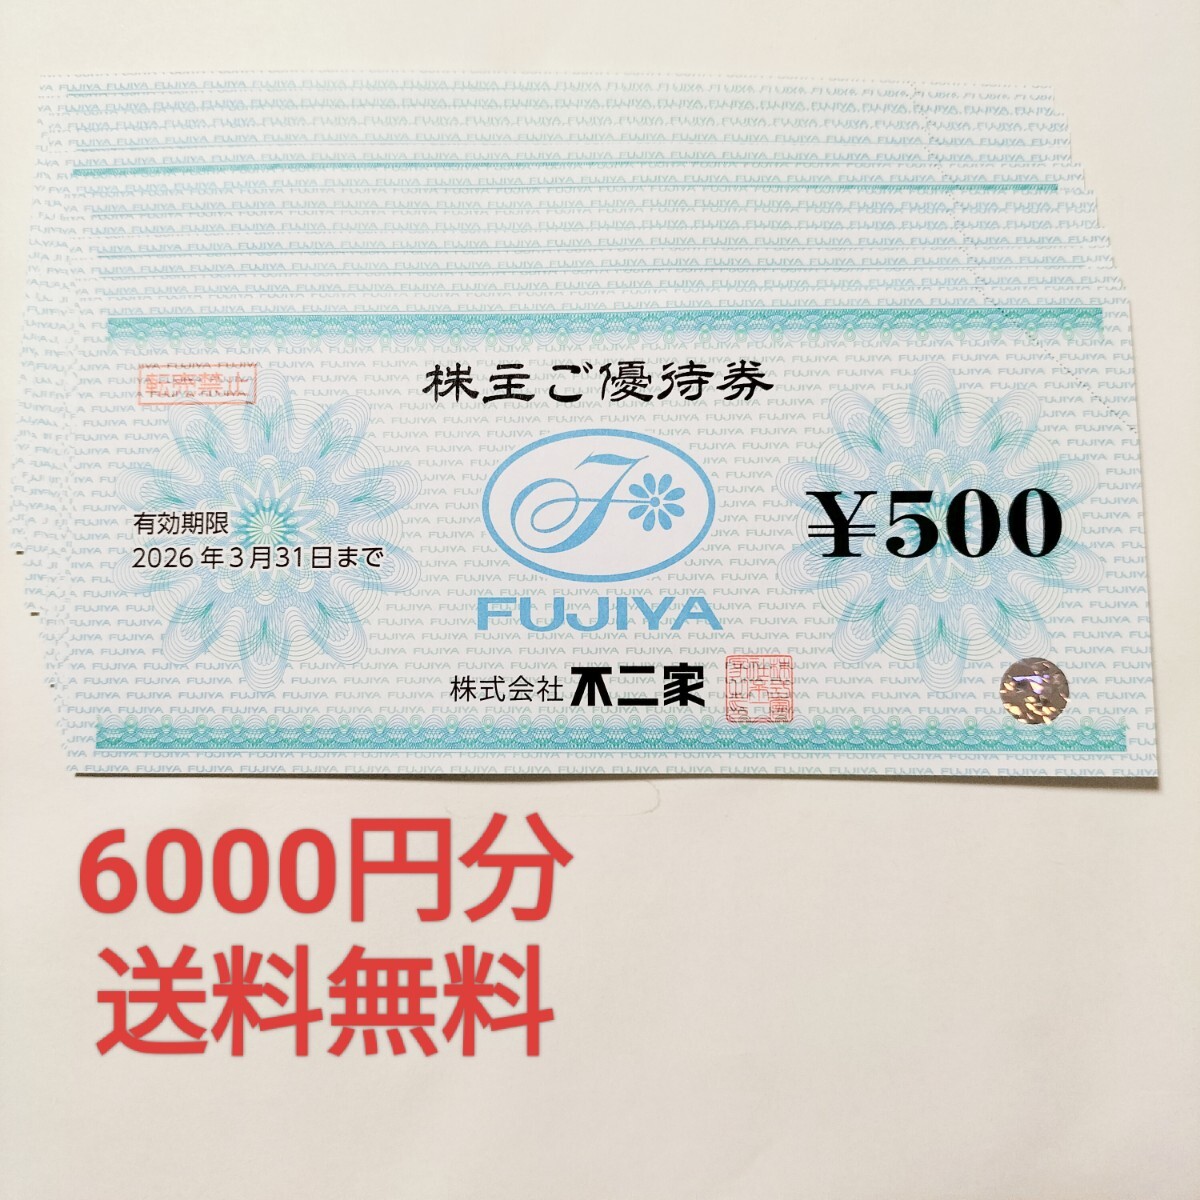 転売禁止
株主ご優待券
有効期限
2026年3月31日まで
¥500
FUJIYA
株式会社 不二家
6000円分
送料無料